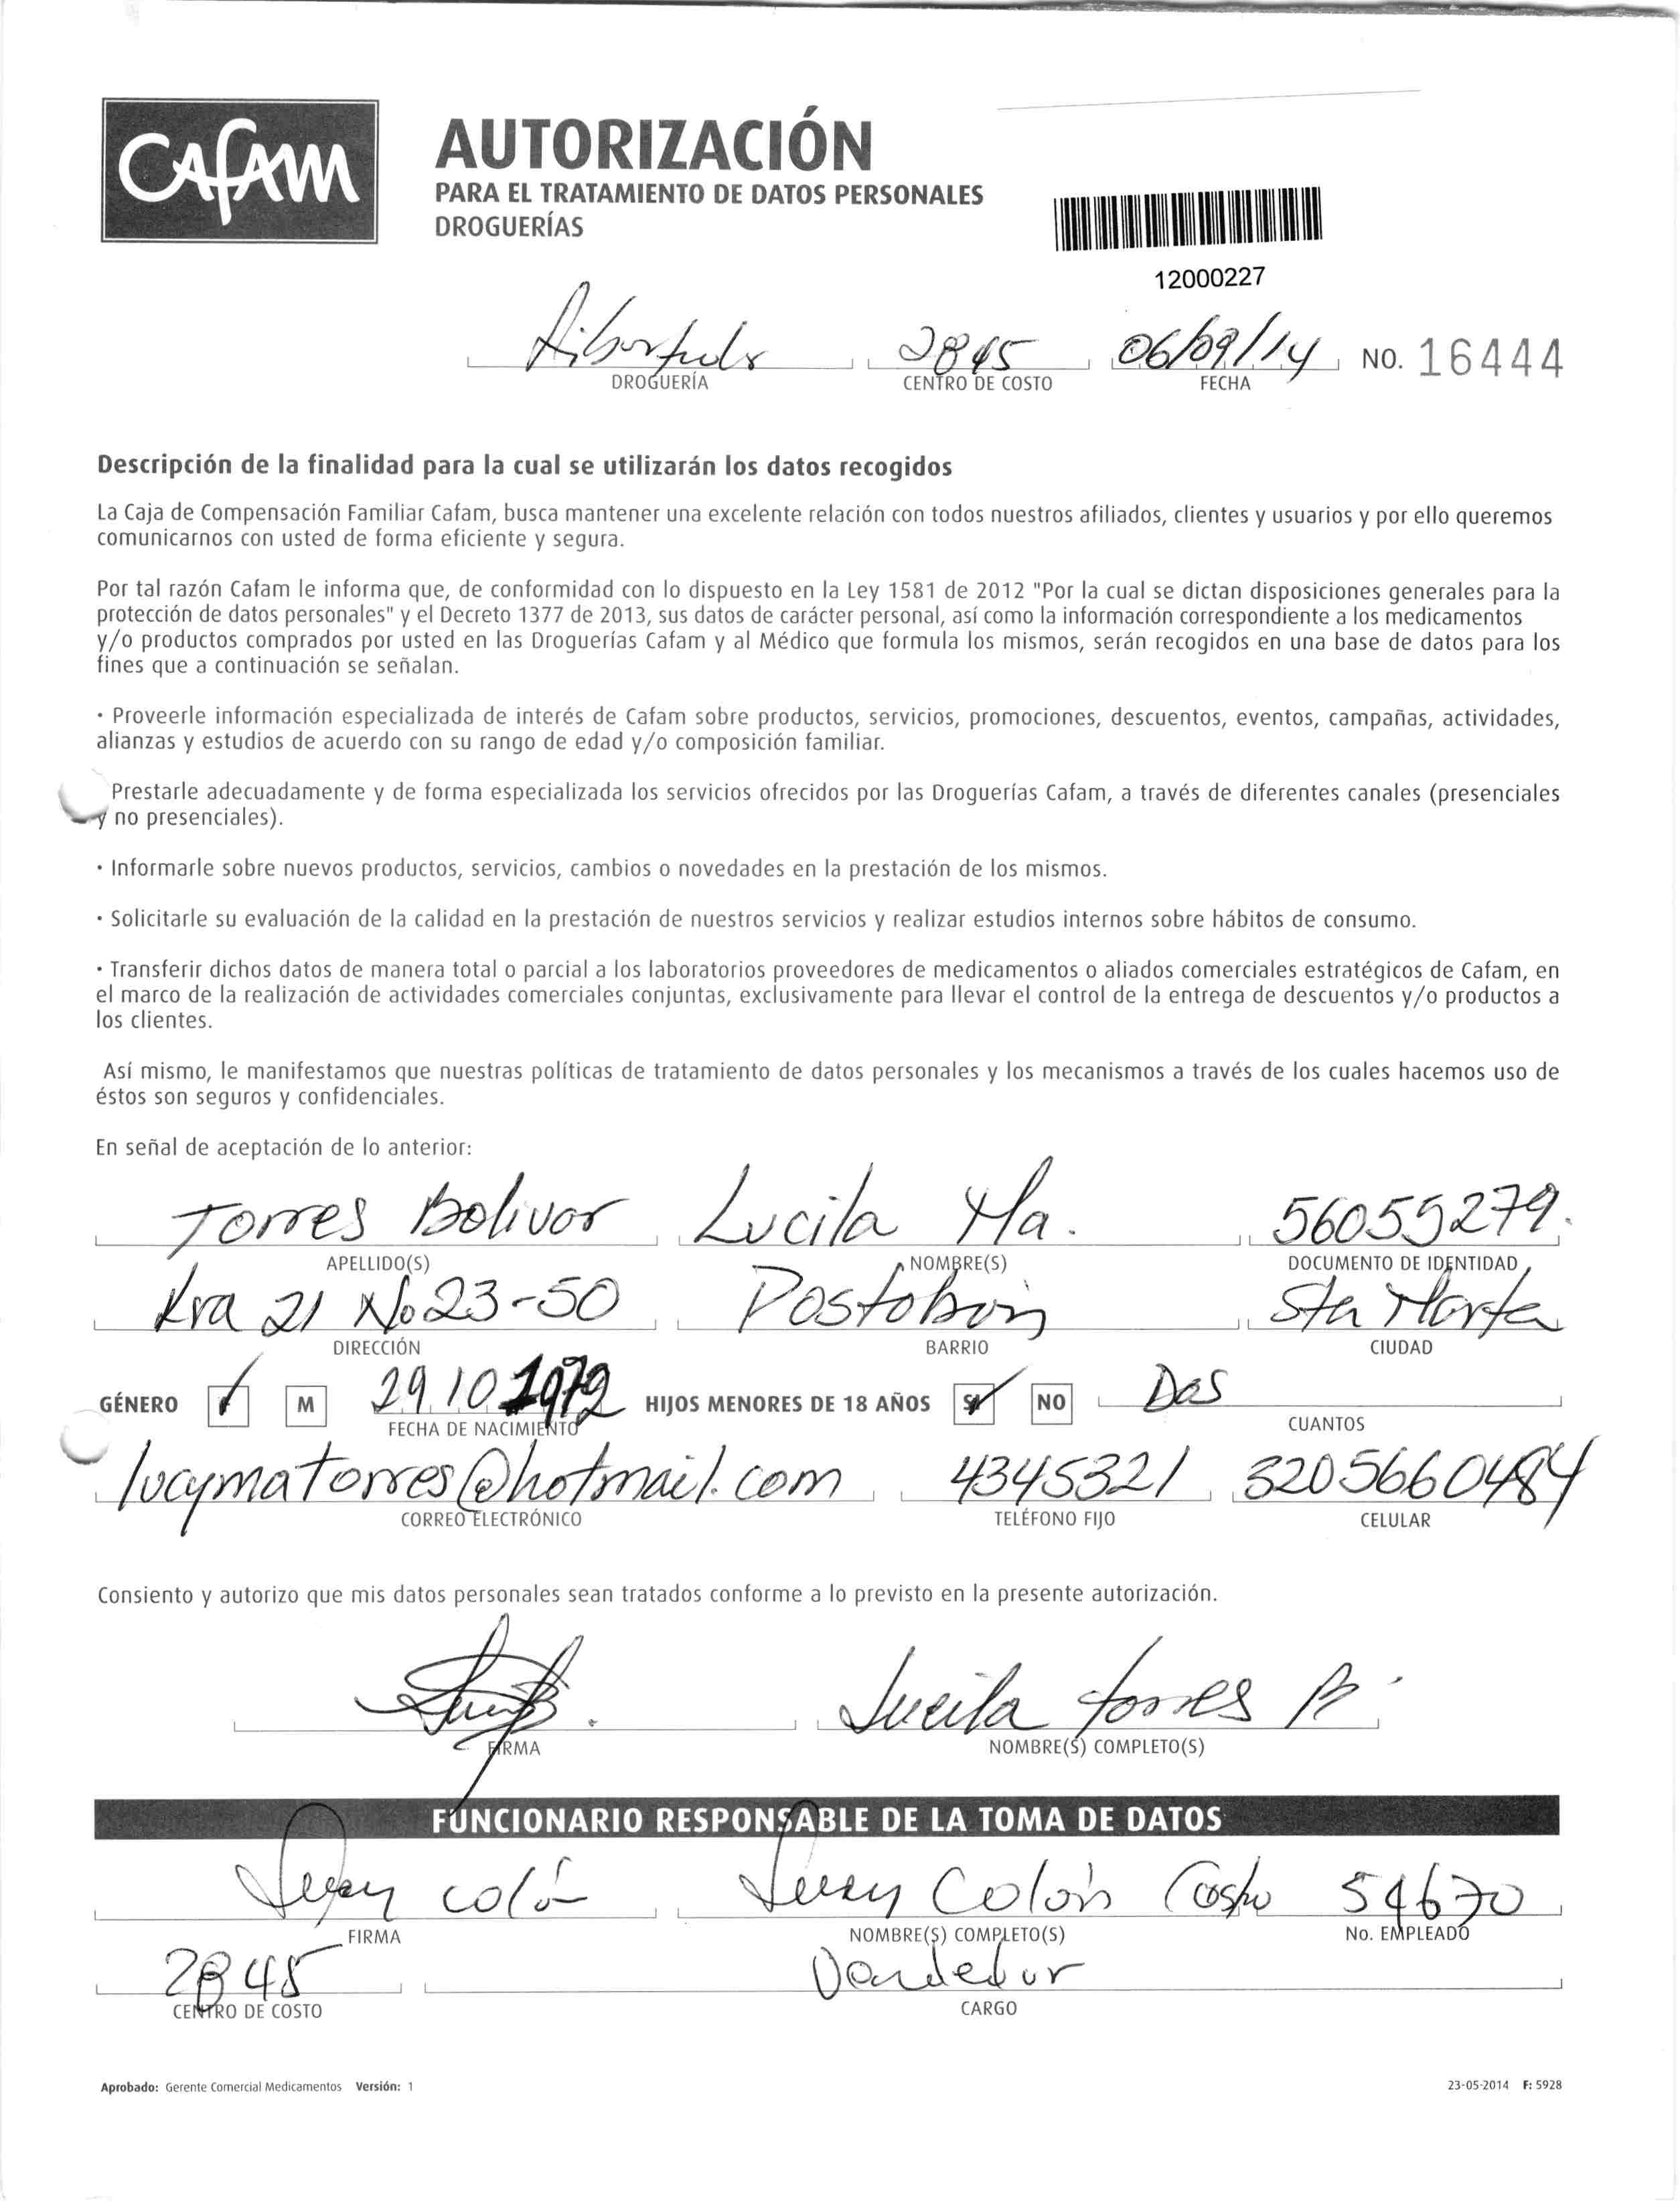 Cafam
AUTORIZACIÓN
PARA EL TRATAMIENTO DE DATOS PERSONALES
DROGUERÍAS
12000227
2845 06/09/14 NO. 16444
DROGUERÍA CENTRO DE COSTO FECHA
Descripción de la finalidad para la cual se utilizarán los datos recogidos
La Caja de Compensación Familiar Cafam, busca mantener una excelente relación con todos nuestros afiliados, clientes y usuarios y por ello queremos
comunicarnos con usted de forma eficiente y segura.
Por tal razón Cafam le informa que, de conformidad con lo dispuesto en la Ley 1581 de 2012 "Por la cual se dictan disposiciones generales para la
protección de datos personales" y el Decreto 1377 de 2013, sus datos de carácter personal, así como la información correspondiente a los medicamentos
y/o productos comprados por usted en las Droguerías Cafam y al Médico que formula los mismos, serán recogidos en una base de datos para los
fines que a continuación se señalan.
· Proveerle información especializada de interés de Cafam sobre productos, servicios, promociones, descuentos, eventos, campañas, actividades,
alianzas y estudios de acuerdo con su rango de edad y/o composición familiar.
Prestarle adecuadamente y de forma especializada los servicios ofrecidos por las Droguerías Cafam, a través de diferentes canales (presenciales
y no presenciales).
· Informarle sobre nuevos productos, servicios, cambios o novedades en la prestación de los mismos.
· Solicitarle su evaluación de la calidad en la prestación de nuestros servicios y realizar estudios internos sobre hábitos de consumo.
· Transferir dichos datos de manera total o parcial a los laboratorios proveedores de medicamentos o aliados comerciales estratégicos de Cafam, en
el marco de la realización de actividades comerciales conjuntas, exclusivamente para llevar el control de la entrega de descuentos y/o productos a
los clientes.
Así mismo, le manifestamos que nuestras políticas de tratamiento de datos personales y los mecanismos a través de los cuales hacemos uso de
éstos son seguros y confidenciales.
En señal de aceptación de lo anterior:
Torres Bolivar Lucila Ma. 56055279.
APELLIDO(S) NOMBRE(S) DOCUMENTO DE IDENTIDAD
Kra 21 No 23-50 Postobón Sta Marta
DIRECCIÓN BARRIO CIUDAD
GÉNERO M 29 10 1972 HIJOS MENORES DE 18 AÑOS SI NO Dos
FECHA DE NACIMIENTO CUANTOS
lucymatorres@hotmail.com 4345321 3205660484
CORREO ELECTRÓNICO TELÉFONO FIJO CELULAR
Consiento y autorizo que mis datos personales sean tratados conforme a lo previsto en la presente autorización.
Lucila torres B.
FIRMA NOMBRE(S) COMPLETO(S)
FUNCIONARIO RESPONSABLE DE LA TOMA DE DATOS
colón Colón 54670
FIRMA NOMBRE(S) COMPLETO(S) No. EMPLEADO
2845 Vendedor
CENTRO DE COSTO CARGO
Aprobado: Gerente Comercial Medicamentos Versión: 1 23-05-2014 F: 5928